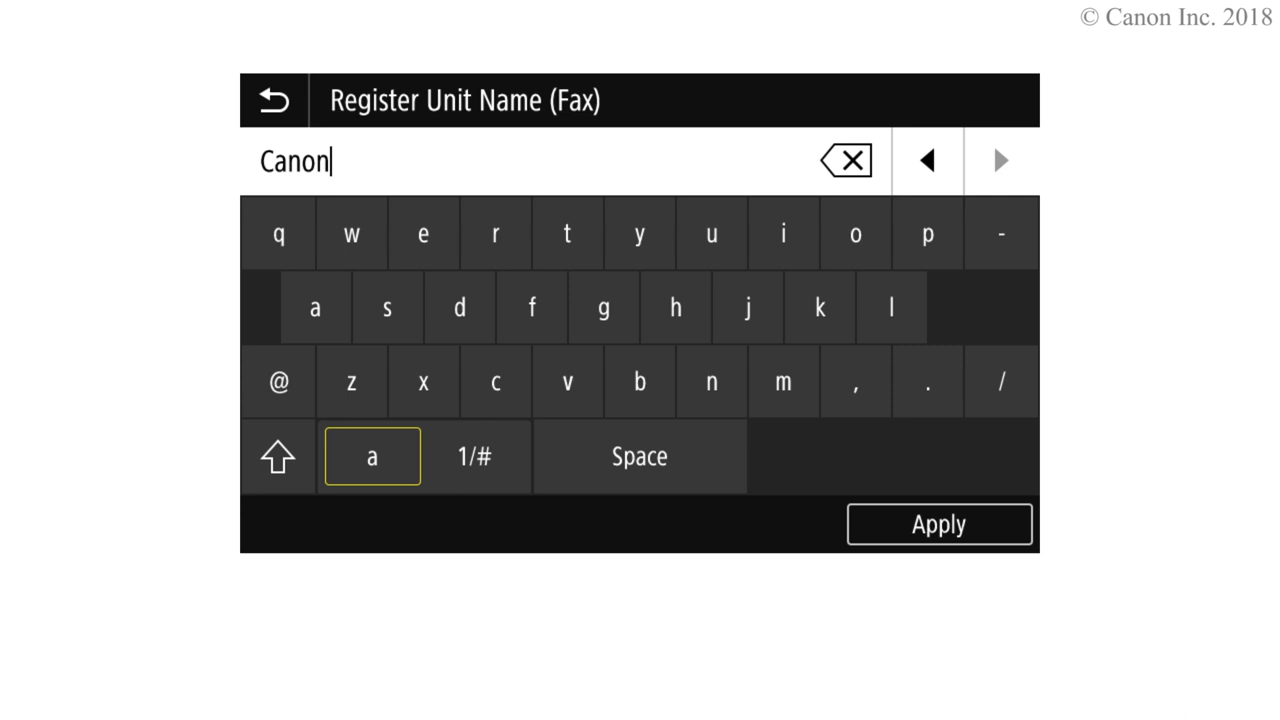 © Canon Inc. 2018
Register Unit Name (Fax)
Canon
q w e r t y u i o p -
a s d f g h j k l
@ z x c v b n m , . /
a 1/# Space
Apply